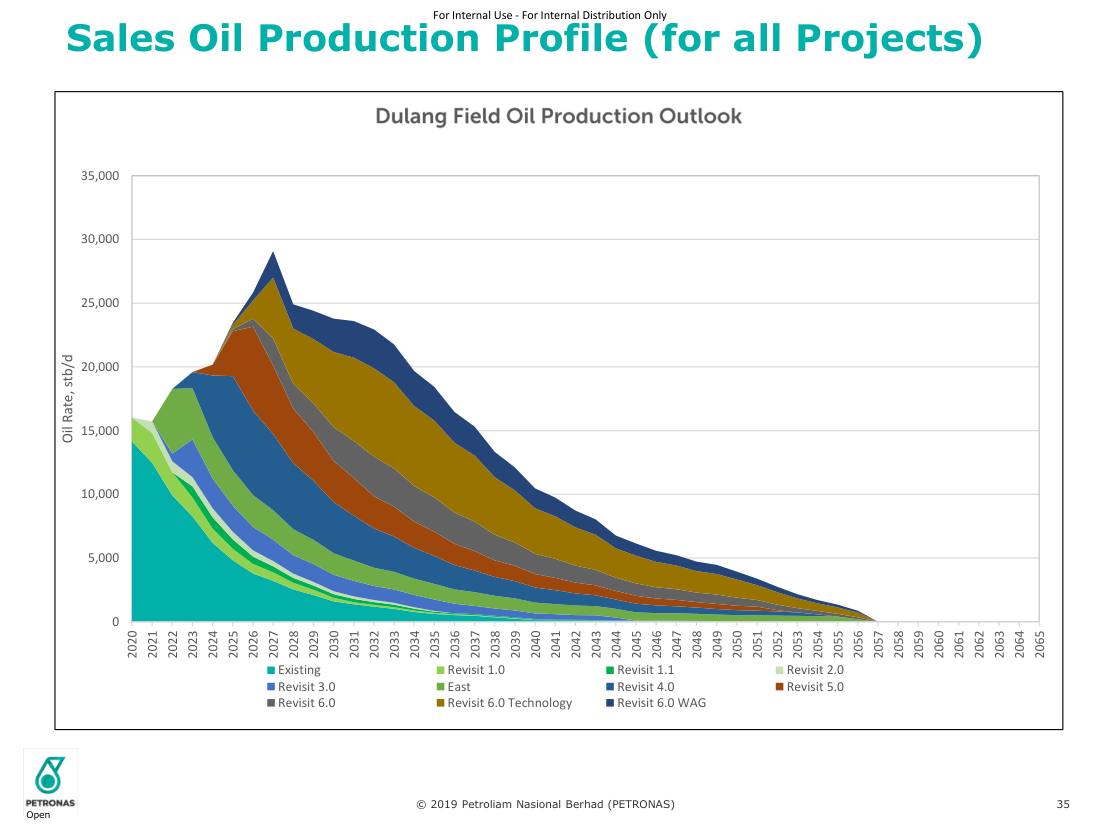 For Internal Use - For Internal Distribution Only
Sales Oil Production Profile (for all Projects)
Dulang Field Oil Production Outlook
35,000
30,000
25,000
20,000
15,000
10,000
5,000
0
Oil Rate, stb/d
2020 2021 2022 2023 2024 2025 2026 2027 2028 2029 2030 2031 2032 2033 2034 2035 2036 2037 2038 2039 2040 2041 2042 2043 2044 2045 2046 2047 2048 2049 2050 2051 2052 2053 2054 2055 2056 2057 2058 2059 2060 2061 2062 2063 2064 2065
Existing Revisit 1.0 Revisit 1.1 Revisit 2.0
Revisit 3.0 East Revisit 4.0 Revisit 5.0
Revisit 6.0 Revisit 6.0 Technology Revisit 6.0 WAG
PETRONAS
Open
© 2019 Petroliam Nasional Berhad (PETRONAS)
35